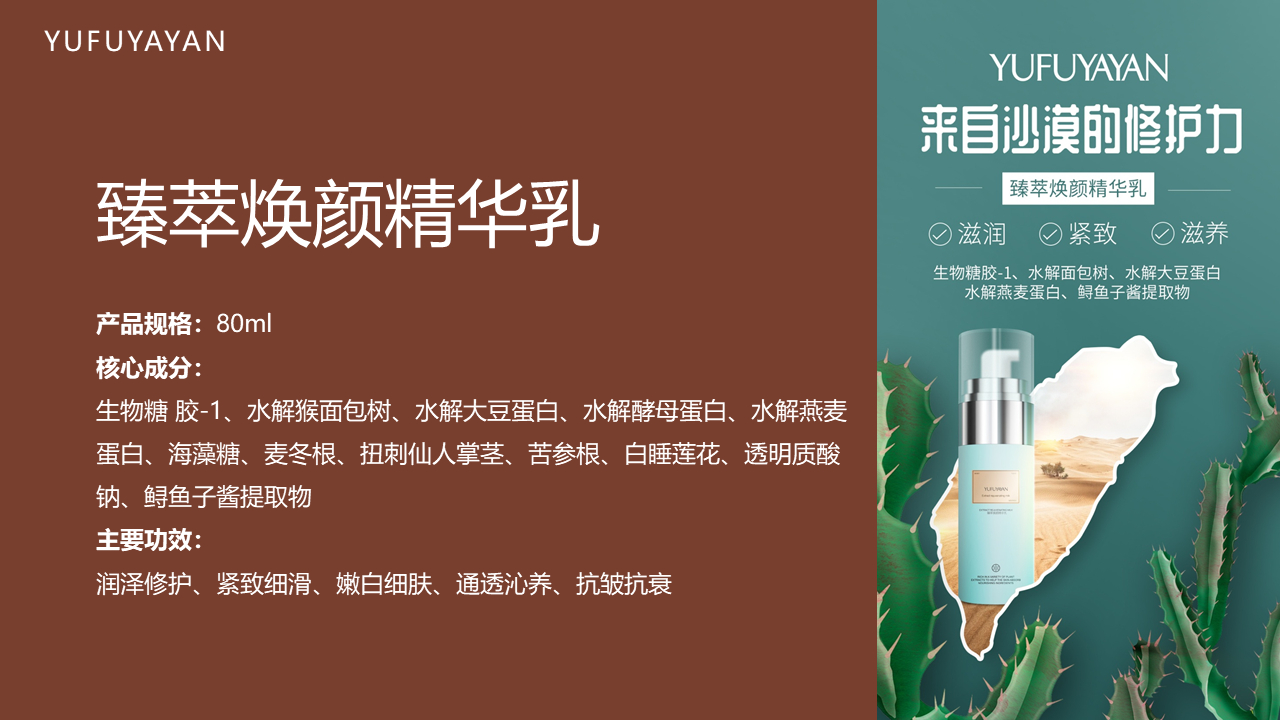 YUFUYAYAN
臻萃焕颜精华乳
产品规格：80ml
核心成分：
生物糖 胶-1、水解猴面包树、水解大豆蛋白、水解酵母蛋白、水解燕麦
蛋白、海藻糖、麦冬根、扭刺仙人掌茎、苦参根、白睡莲花、透明质酸
钠、鲟鱼子酱提取物
主要功效：
润泽修护、紧致细滑、嫩白细肤、通透沁养、抗皱抗衰
YUFUYAYAN
来自沙漠的修护力
臻萃焕颜精华乳
滋润 紧致 滋养
生物糖胶-1、水解面包树、水解大豆蛋白
水解燕麦蛋白、鲟鱼子酱提取物
YUFUYAYAN